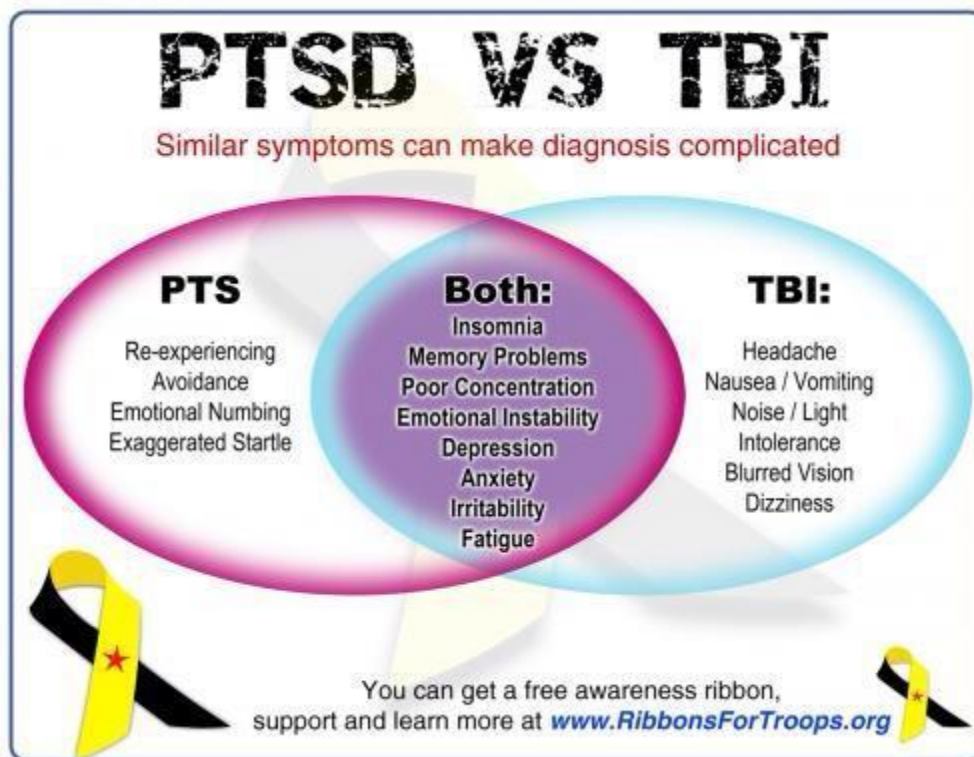 PTSD VS TBI
Similar symptoms can make diagnosis complicated
PTS
Re-experiencing
Avoidance
Emotional Numbing
Exaggerated Startle
Both:
Insomnia
Memory Problems
Poor Concentration
Emotional Instability
Depression
Anxiety
Irritability
Fatigue
TBI:
Headache
Nausea / Vomiting
Noise / Light
Intolerance
Blurred Vision
Dizziness
You can get a free awareness ribbon,
support and learn more at www.RibbonsForTroops.org